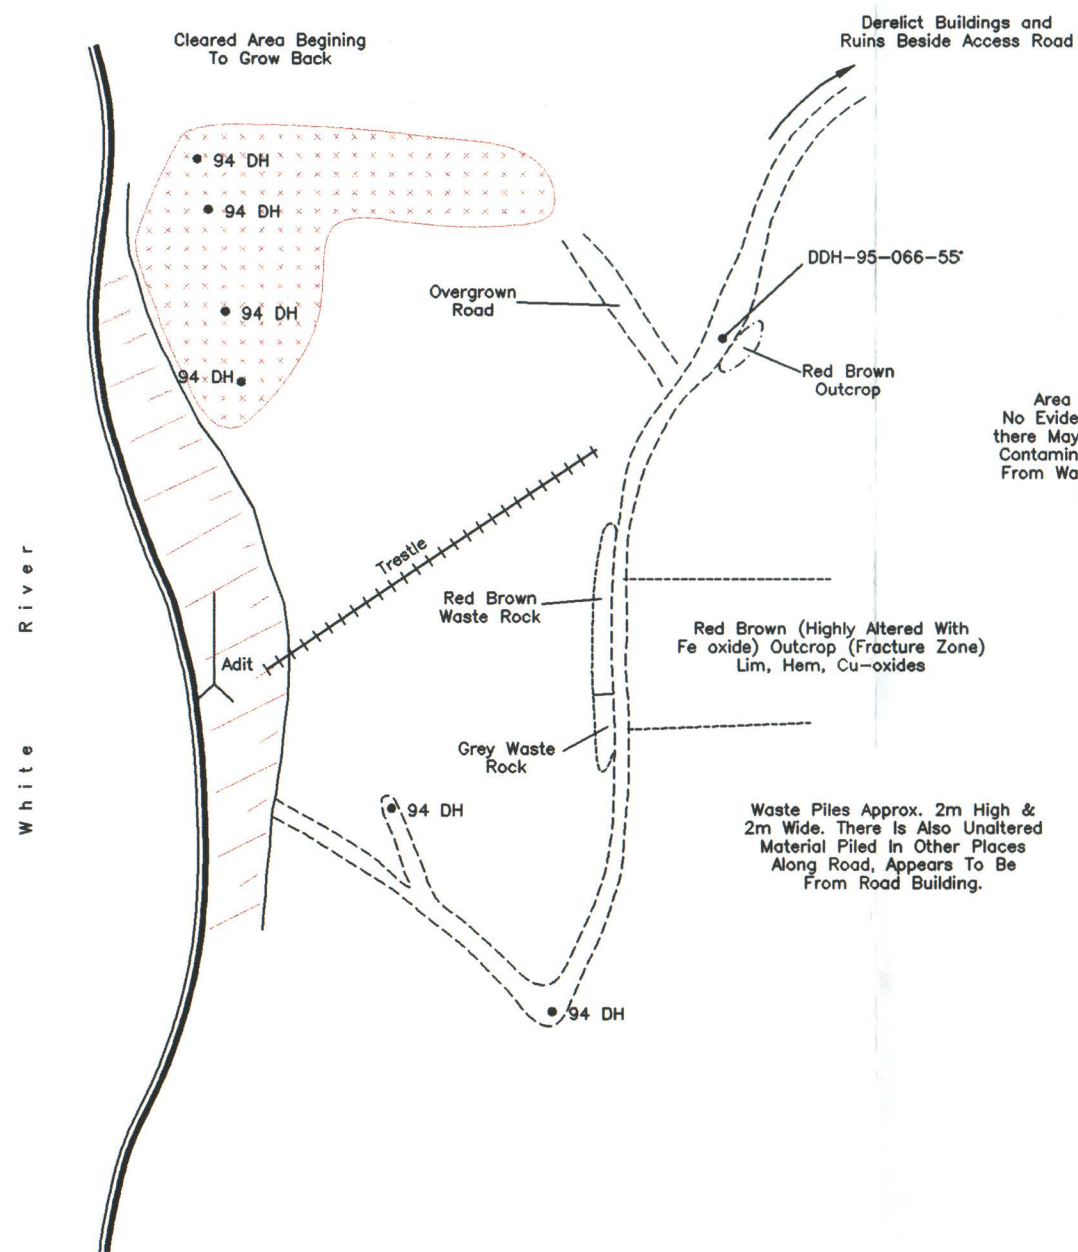 Derelict Buildings and
Ruins Beside Access Road
Cleared Area Begining
To Grow Back
94 DH
94 DH
DDH-95-066-55°
Overgrown
Road
94 DH
Red Brown
Outcrop
94 DH
Area
No Evide
there May
Contamin
From Wa
Trestle
White River
Red Brown
Waste Rock
Red Brown (Highly Altered With
Fe oxide) Outcrop (Fracture Zone)
Lim, Hem, Cu-oxides
Adit
Grey Waste
Rock
94 DH
Waste Piles Approx. 2m High &
2m Wide. There Is Also Unaltered
Material Piled In Other Places
Along Road, Appears To Be
From Road Building.
94 DH